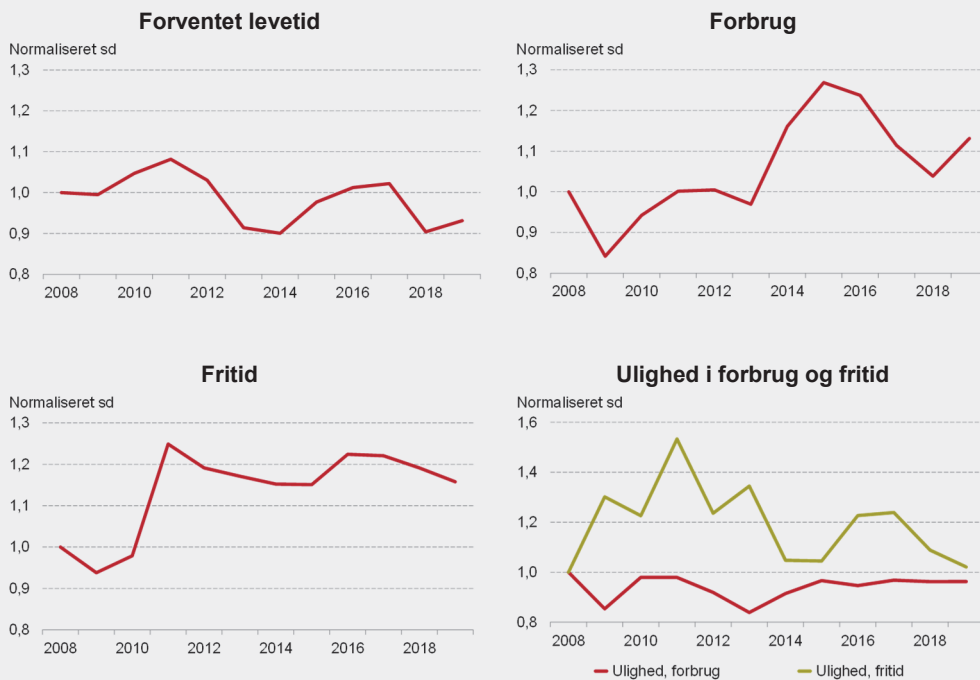 Forventet levetid
Normaliseret sd
1,3
1,2
1,1
1,0
0,9
0,8
2008 2010 2012 2014 2016 2018
Forbrug
Normaliseret sd
1,3
1,2
1,1
1,0
0,9
0,8
2008 2010 2012 2014 2016 2018
Fritid
Normaliseret sd
1,3
1,2
1,1
1,0
0,9
0,8
2008 2010 2012 2014 2016 2018
Ulighed i forbrug og fritid
Normaliseret sd
1,6
1,4
1,2
1,0
0,8
2008 2010 2012 2014 2016 2018
Ulighed, forbrug Ulighed, fritid